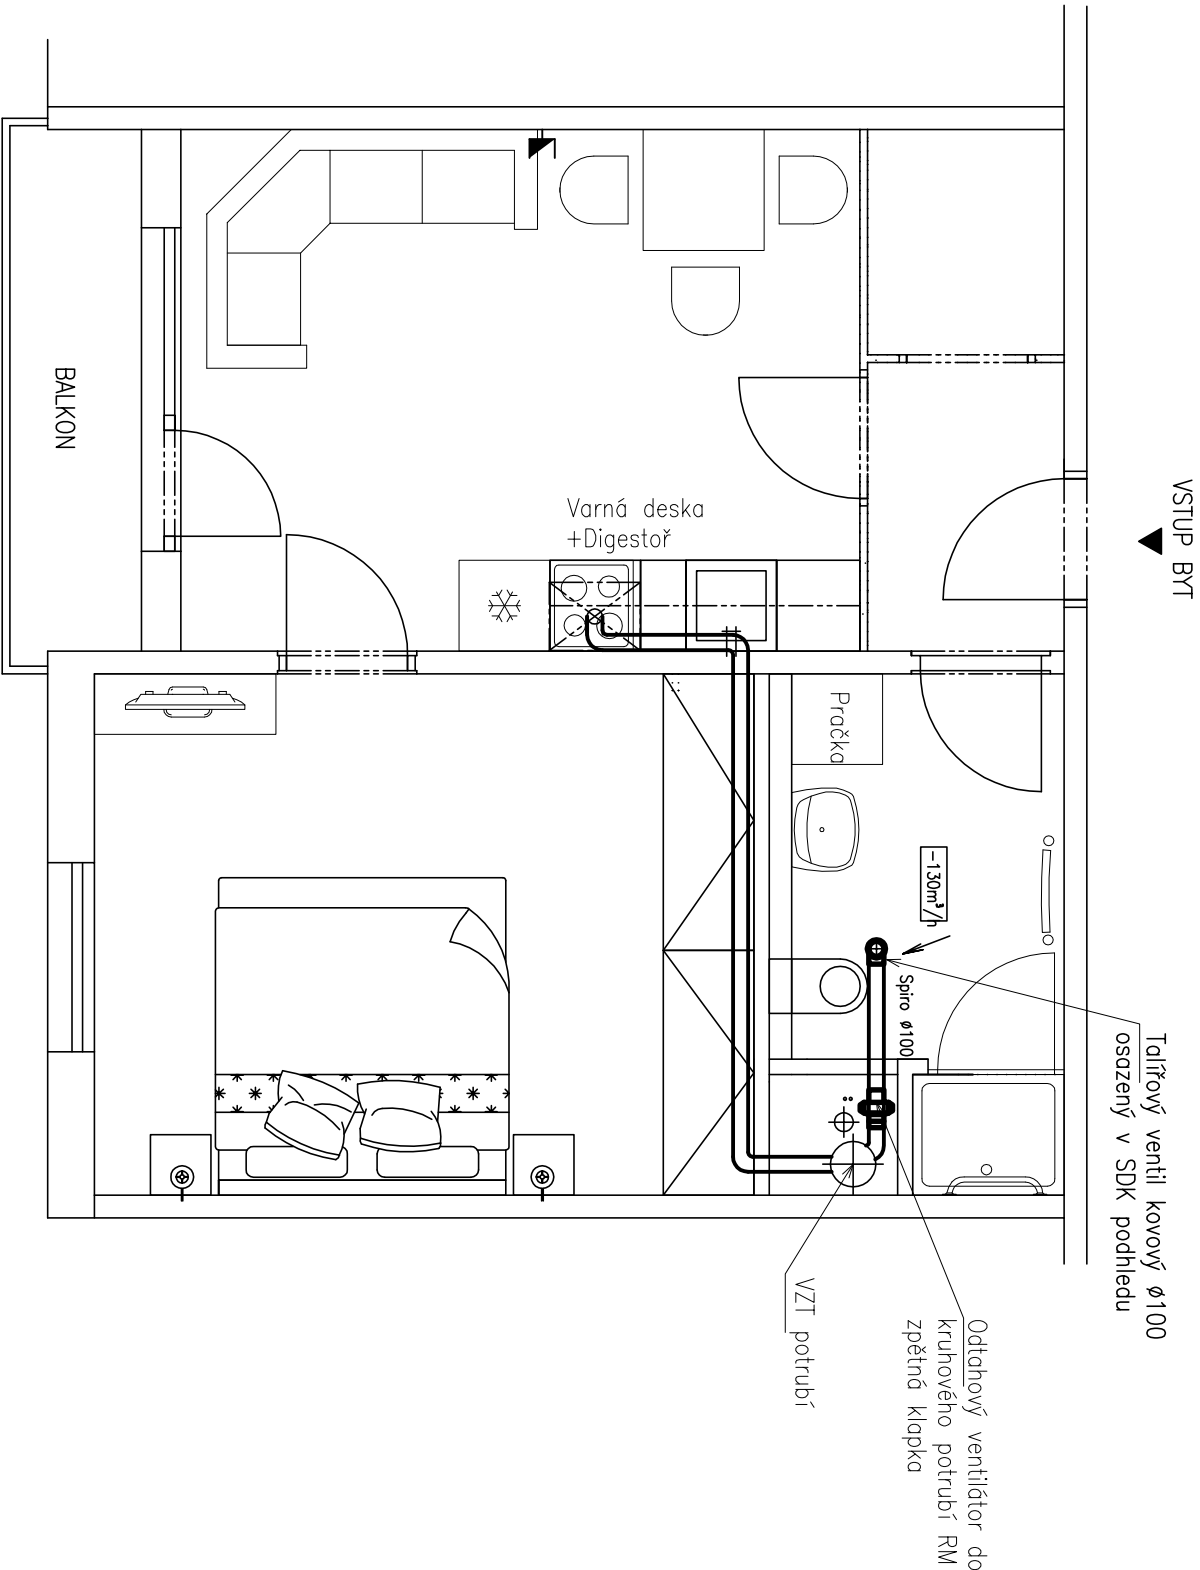 VSTUP BYT
BALKON
Varná deska
+Digestoř
Pračka
-130m³/h
Spiro ø100
Talířový ventil kovový ø100
osazený v SDK podhledu
VZT potrubí
Odtahový ventilátor do
kruhového potrubí RM
zpětná klapka